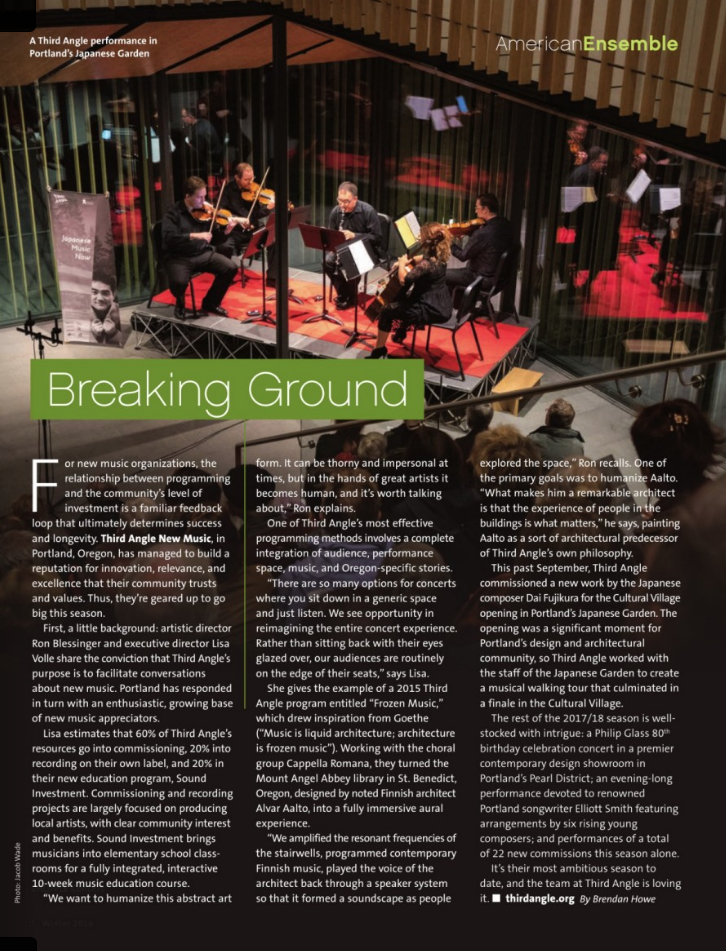 A Third Angle performance in
Portland's Japanese Garden
AmericanEnsemble
Japanese
Music
Now
Breaking Ground
For new music organizations, the
relationship between programming
and the community's level of
investment is a familiar feedback
loop that ultimately determines success
and longevity. Third Angle New Music, in
Portland, Oregon, has managed to build a
reputation for innovation, relevance, and
excellence that their community trusts
and values. Thus, they're geared up to go
big this season.
First, a little background: artistic director
Ron Blessinger and executive director Lisa
Volle share the conviction that Third Angle's
purpose is to facilitate conversations
about new music. Portland has responded
in turn with an enthusiastic, growing base
of new music appreciators.
Lisa estimates that 60% of Third Angle's
resources go into commissioning, 20% into
recording on their own label, and 20% in
their new education program, Sound
Investment. Commissioning and recording
projects are largely focused on producing
local artists, with clear community interest
and benefits. Sound Investment brings
musicians into elementary school class-
rooms for a fully integrated, interactive
10-week music education course.
"We want to humanize this abstract art
form. It can be thorny and impersonal at
times, but in the hands of great artists it
becomes human, and it's worth talking
about," Ron explains.
One of Third Angle's most effective
programming methods involves a complete
integration of audience, performance
space, music, and Oregon-specific stories.
"There are so many options for concerts
where you sit down in a generic space
and just listen. We see opportunity in
reimagining the entire concert experience.
Rather than sitting back with their eyes
glazed over, our audiences are routinely
on the edge of their seats," says Lisa.
She gives the example of a 2015 Third
Angle program entitled "Frozen Music,"
which drew inspiration from Goethe
("Music is liquid architecture; architecture
is frozen music"). Working with the choral
group Cappella Romana, they turned the
Mount Angel Abbey library in St. Benedict,
Oregon, designed by noted Finnish architect
Alvar Aalto, into a fully immersive aural
experience.
"We amplified the resonant frequencies of
the stairwells, programmed contemporary
Finnish music, played the voice of the
architect back through a speaker system
so that it formed a soundscape as people
explored the space," Ron recalls. One of
the primary goals was to humanize Aalto.
"What makes him a remarkable architect
is that the experience of people in the
buildings is what matters," he says, painting
Aalto as a sort of architectural predecessor
of Third Angle's own philosophy.
This past September, Third Angle
commissioned a new work by the Japanese
composer Dai Fujikura for the Cultural Village
opening in Portland's Japanese Garden. The
opening was a significant moment for
Portland's design and architectural
community, so Third Angle worked with
the staff of the Japanese Garden to create
a musical walking tour that culminated in
a finale in the Cultural Village.
The rest of the 2017/18 season is well-
stocked with intrigue: a Philip Glass 80th
birthday celebration concert in a premier
contemporary design showroom in
Portland's Pearl District; an evening-long
performance devoted to renowned
Portland songwriter Elliott Smith featuring
arrangements by six rising young
composers; and performances of a total
of 22 new commissions this season alone.
It's their most ambitious season to
date, and the team at Third Angle is loving
it. ■ thirdangle.org By Brendan Howe
Photo: Jacob Wade